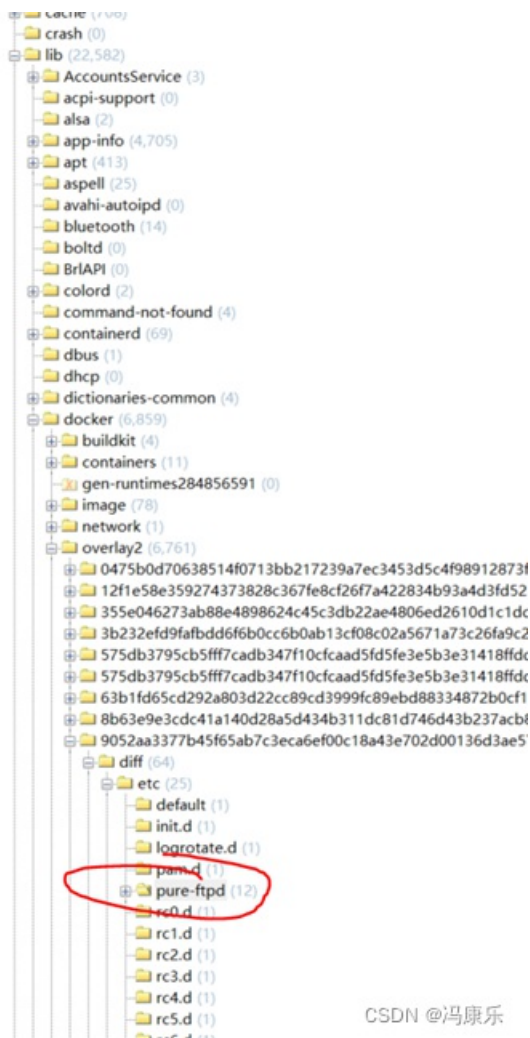 cache (708)
crash (0)
lib (22,582)
AccountsService (3)
acpi-support (0)
alsa (2)
app-info (4,705)
apt (413)
aspell (25)
avahi-autoipd (0)
bluetooth (14)
boltd (0)
BrlAPI (0)
colord (2)
command-not-found (4)
containerd (69)
dbus (1)
dhcp (0)
dictionaries-common (4)
docker (6,859)
buildkit (4)
containers (11)
gen-runtimes284856591 (0)
image (78)
network (1)
overlay2 (6,761)
0475b0d70638514f0713bb217239a7ec3453d5c4f98912873f
12f1e58e359274373828c367fe8cf26f7a422834b93a4d3fd52
355e046273ab88e4898624c45c3db22ae4806ed2610d1c1dc
3b232efd9fafbdd6f6b0cc6b0ab13cf08c02a5671a73c26fa9c2
575db3795cb5fff7cadb347f10cfcaad5fd5fe3e5b3e31418ffdc
575db3795cb5fff7cadb347f10cfcaad5fd5fe3e5b3e31418ffdc
63b1fd65cd292a803d22cc89cd3999fc89ebd88334872b0cf1
8b63e9e3cdc41a140d28a5d434b311dc81d746d43b237acb8
9052aa3377b45f65ab7c3eca6ef00c18a43e702d00136d3ae57
diff (64)
etc (25)
default (1)
init.d (1)
logrotate.d (1)
pam.d (1)
pure-ftpd (12)
rc0.d (1)
rc1.d (1)
rc2.d (1)
rc3.d (1)
rc4.d (1)
rc5.d (1)
CSDN @冯康乐